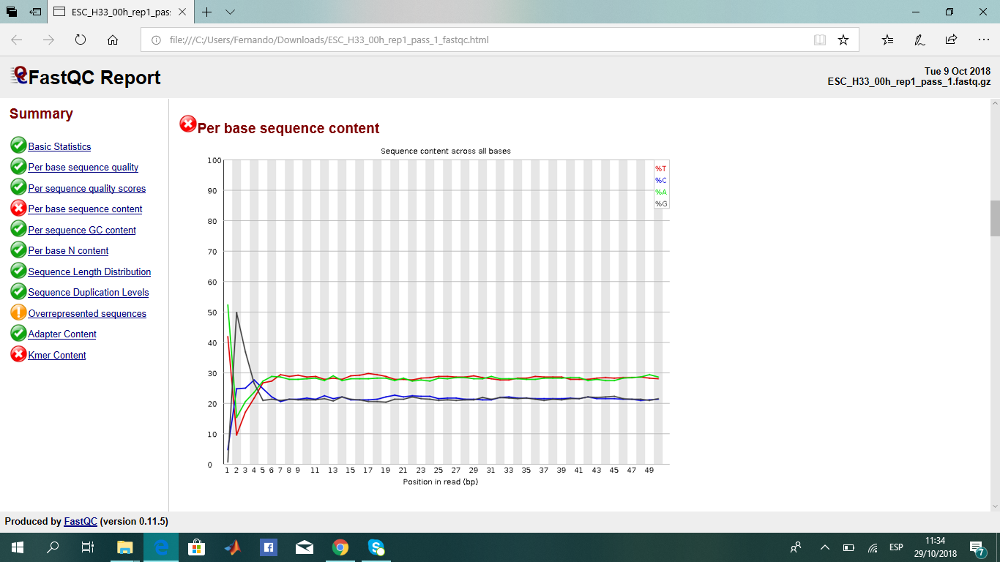 ESC_H33_00h_rep1_pas:
file:///C:/Users/Fernando/Downloads/ESC_H33_00h_rep1_pass_1_fastqc.html
FastQC Report
Tue 9 Oct 2018
ESC_H33_00h_rep1_pass_1.fastq.gz
Summary
Basic Statistics
Per base sequence quality
Per sequence quality scores
Per base sequence content
Per sequence GC content
Per base N content
Sequence Length Distribution
Sequence Duplication Levels
Overrepresented sequences
Adapter Content
Kmer Content
Per base sequence content
Sequence content across all bases
100
90
80
70
60
50
40
30
20
10
0
%T
%C
%A
%G
1 2 3 4 5 6 7 8 9 11 13 15 17 19 21 23 25 27 29 31 33 35 37 39 41 43 45 47 49
Position in read (bp)
Produced by FastQC (version 0.11.5)
ESP
11:34
29/10/2018
7